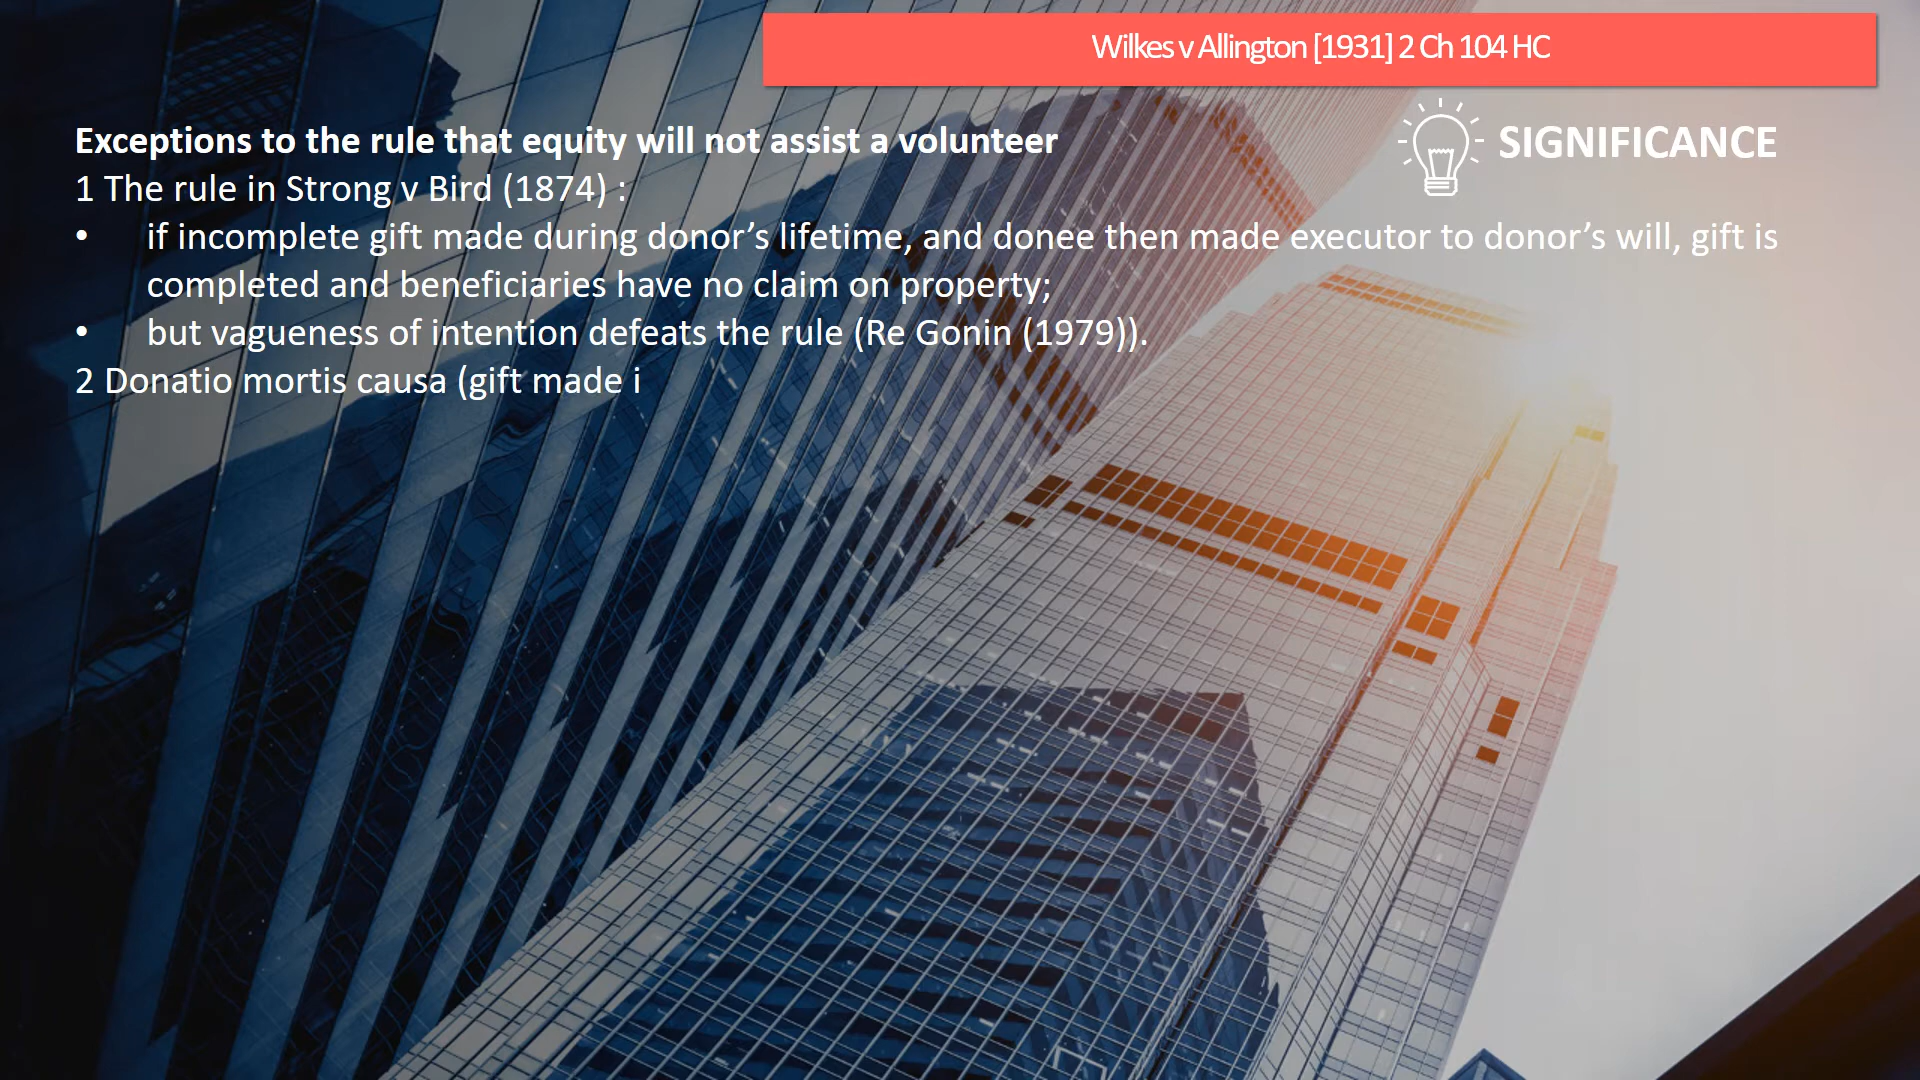 Wilkes v Allington [1931] 2 Ch 104 HC
SIGNIFICANCE
Exceptions to the rule that equity will not assist a volunteer
1 The rule in Strong v Bird (1874) :
• if incomplete gift made during donor’s lifetime, and donee then made executor to donor’s will, gift is
completed and beneficiaries have no claim on property;
• but vagueness of intention defeats the rule (Re Gonin (1979)).
2 Donatio mortis causa (gift made i